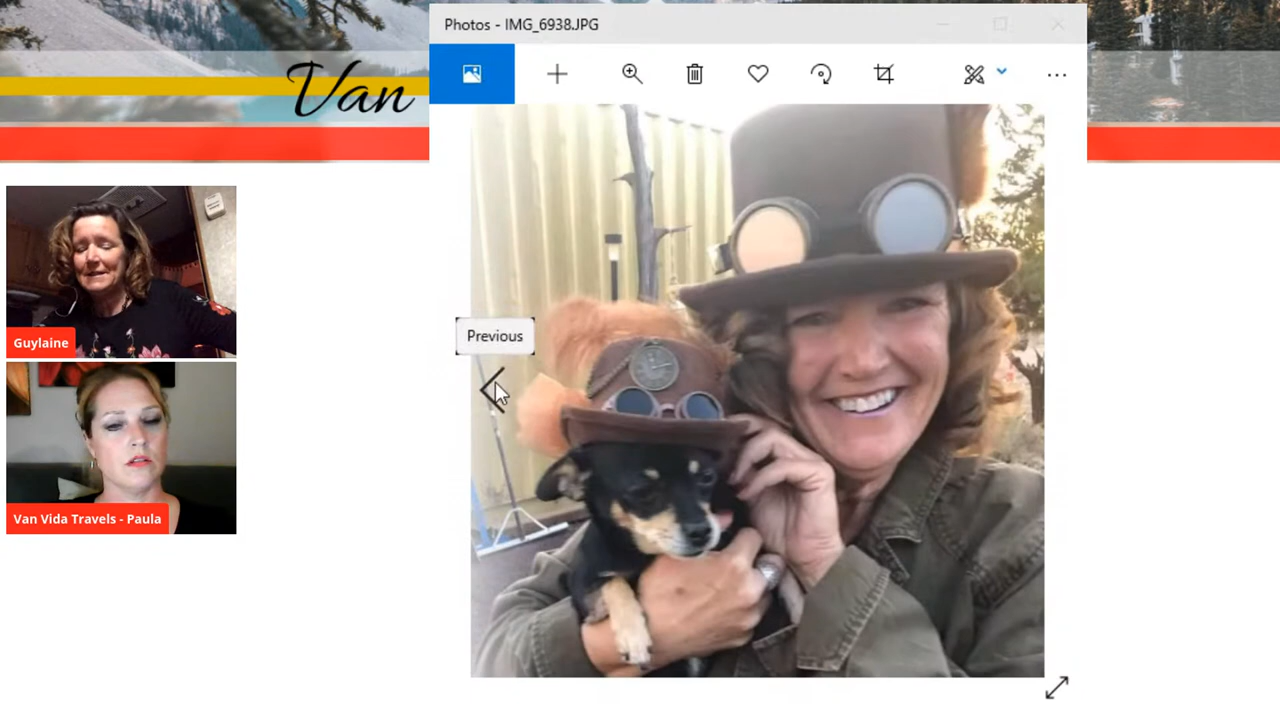 Van
Photos - IMG_6938.JPG
Previous
Guylaine
Van Vida Travels - Paula